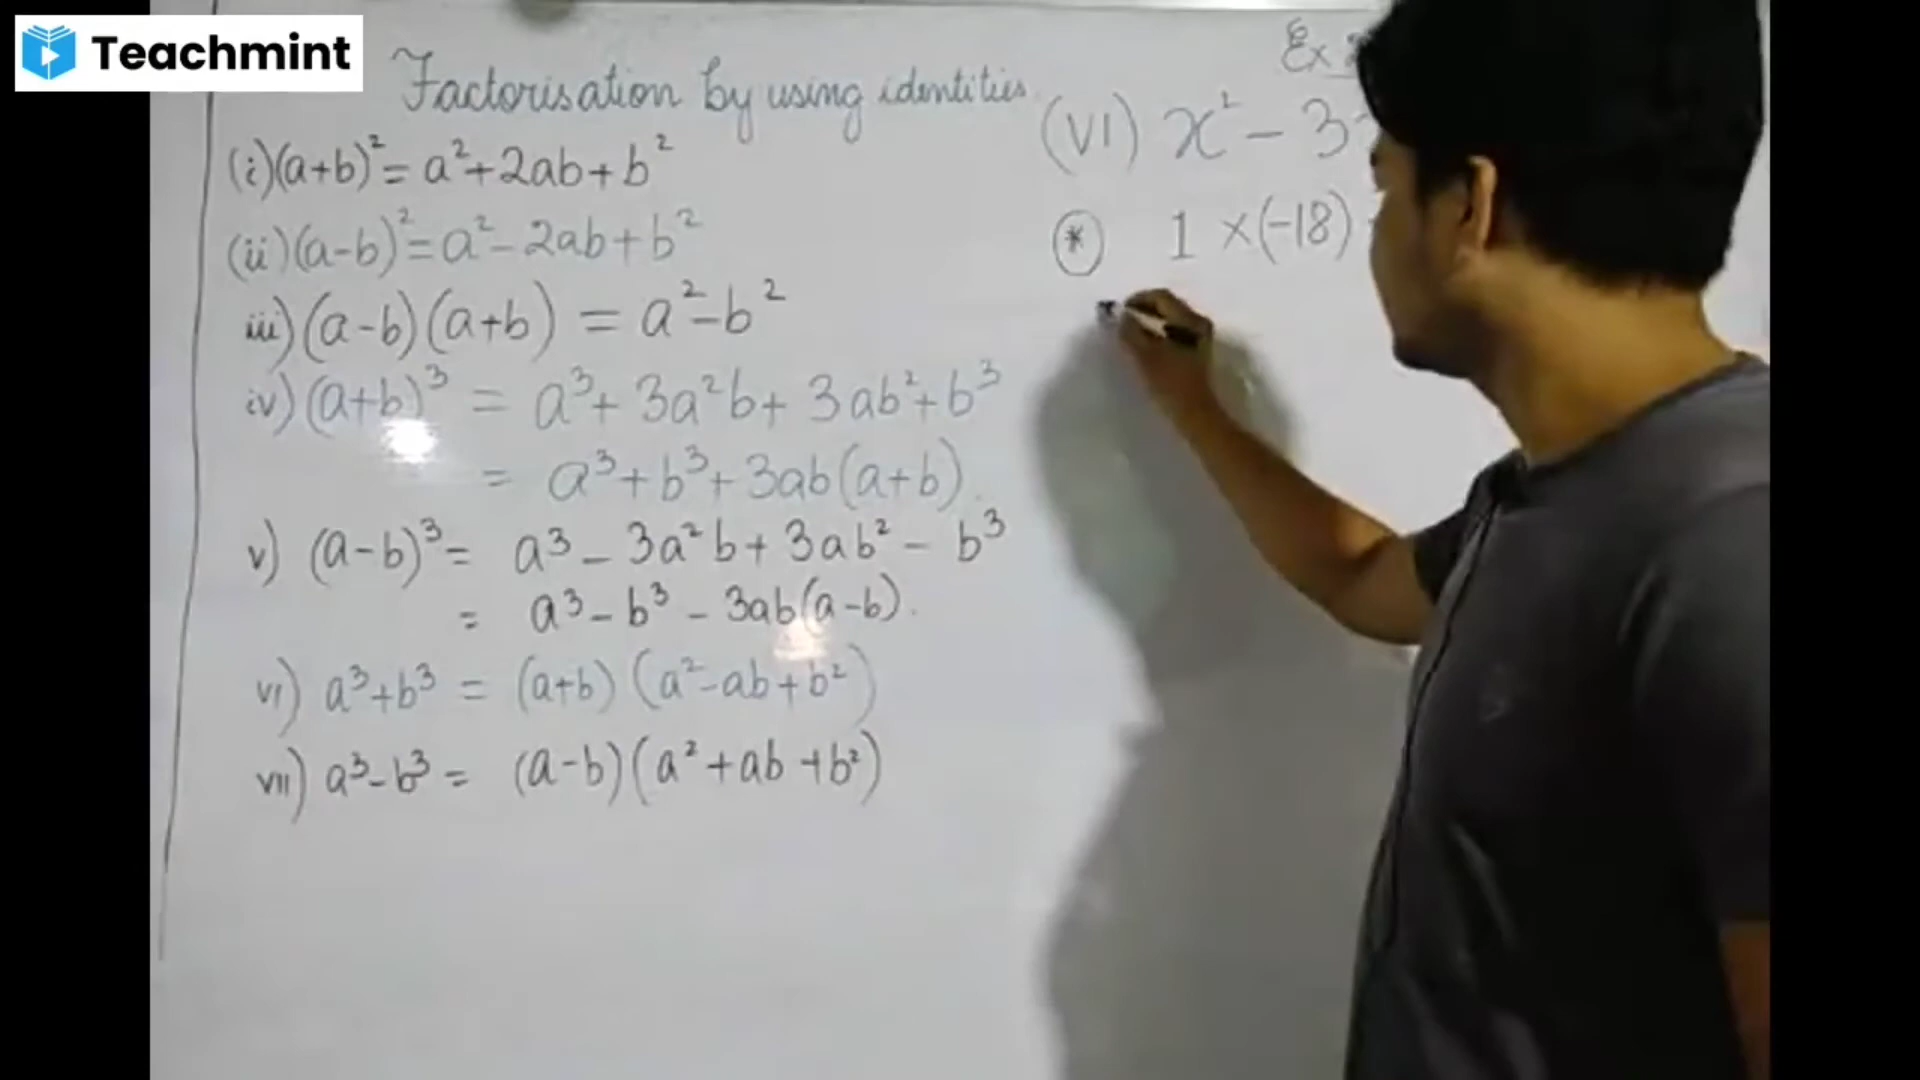 Teachmint
Factorisation by using identities
(i)(a+b)² = a²+2ab+b²
(ii)(a-b)² = a²-2ab+b²
iii)(a-b)(a+b) = a²-b²
iv)(a+b)³ = a³+3a²b+3ab²+b³
= a³+b³+3ab(a+b).
v) (a-b)³ = a³-3a²b+3ab²-b³
= a³-b³-3ab(a-b).
vi) a³+b³ = (a+b)(a²-ab+b²)
vii) a³-b³ = (a-b)(a²+ab+b²)
Ex
(VI) x²-3
* 1 ×(-18)